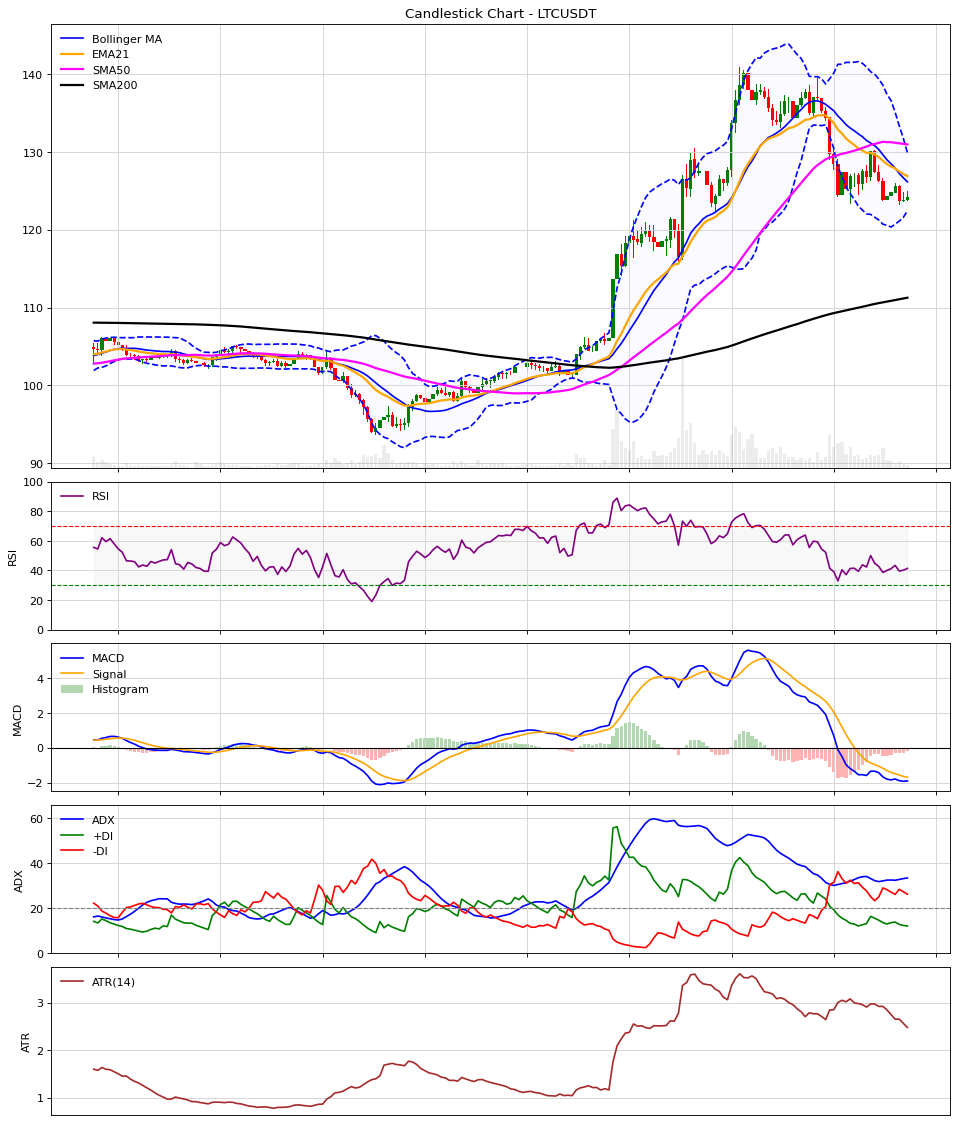 Candlestick Chart - LTCUSDT
Bollinger MA
EMA21
SMA50
SMA200
140
130
120
110
100
90
RSI
RSI
100
80
60
40
20
0
MACD
Signal
Histogram
MACD
4
2
0
−2
ADX
+DI
-DI
ADX
60
40
20
0
ATR(14)
ATR
3
2
1